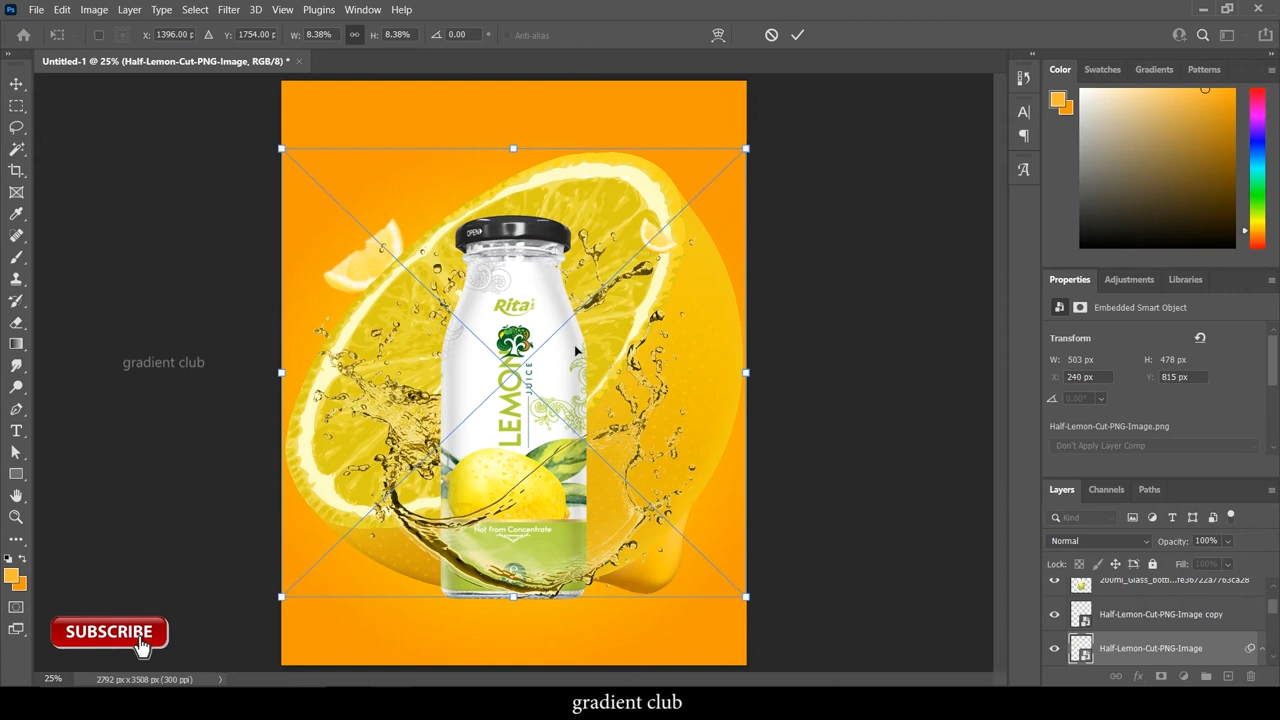 Ps File Edit Image Layer Type Select Filter 3D View Plugins Window Help
X: 1396.00 p Y: 1754.00 p W: 8.38% H: 8.38% 0.00 ° Anti-alias
Untitled-1 @ 25% (Half-Lemon-Cut-PNG-Image, RGB/8) *
Color Swatches Gradients Patterns
OPEN
Rita
LEMON
JUICE
Not from Concentrate
gradient club
SUBSCRIBE
Properties Adjustments Libraries
Embedded Smart Object
Transform
W: 503 px H: 478 px
X: 240 px Y: 815 px
0.00°
Half-Lemon-Cut-PNG-Image.png
Don't Apply Layer Comp
Layers Channels Paths
Kind
Normal Opacity: 100%
Lock: Fill: 100%
200ml_Glass_bottl...fe36722a7763ca28
Half-Lemon-Cut-PNG-Image copy
Half-Lemon-Cut-PNG-Image
25% 2792 px x 3508 px (300 ppi)
gradient club